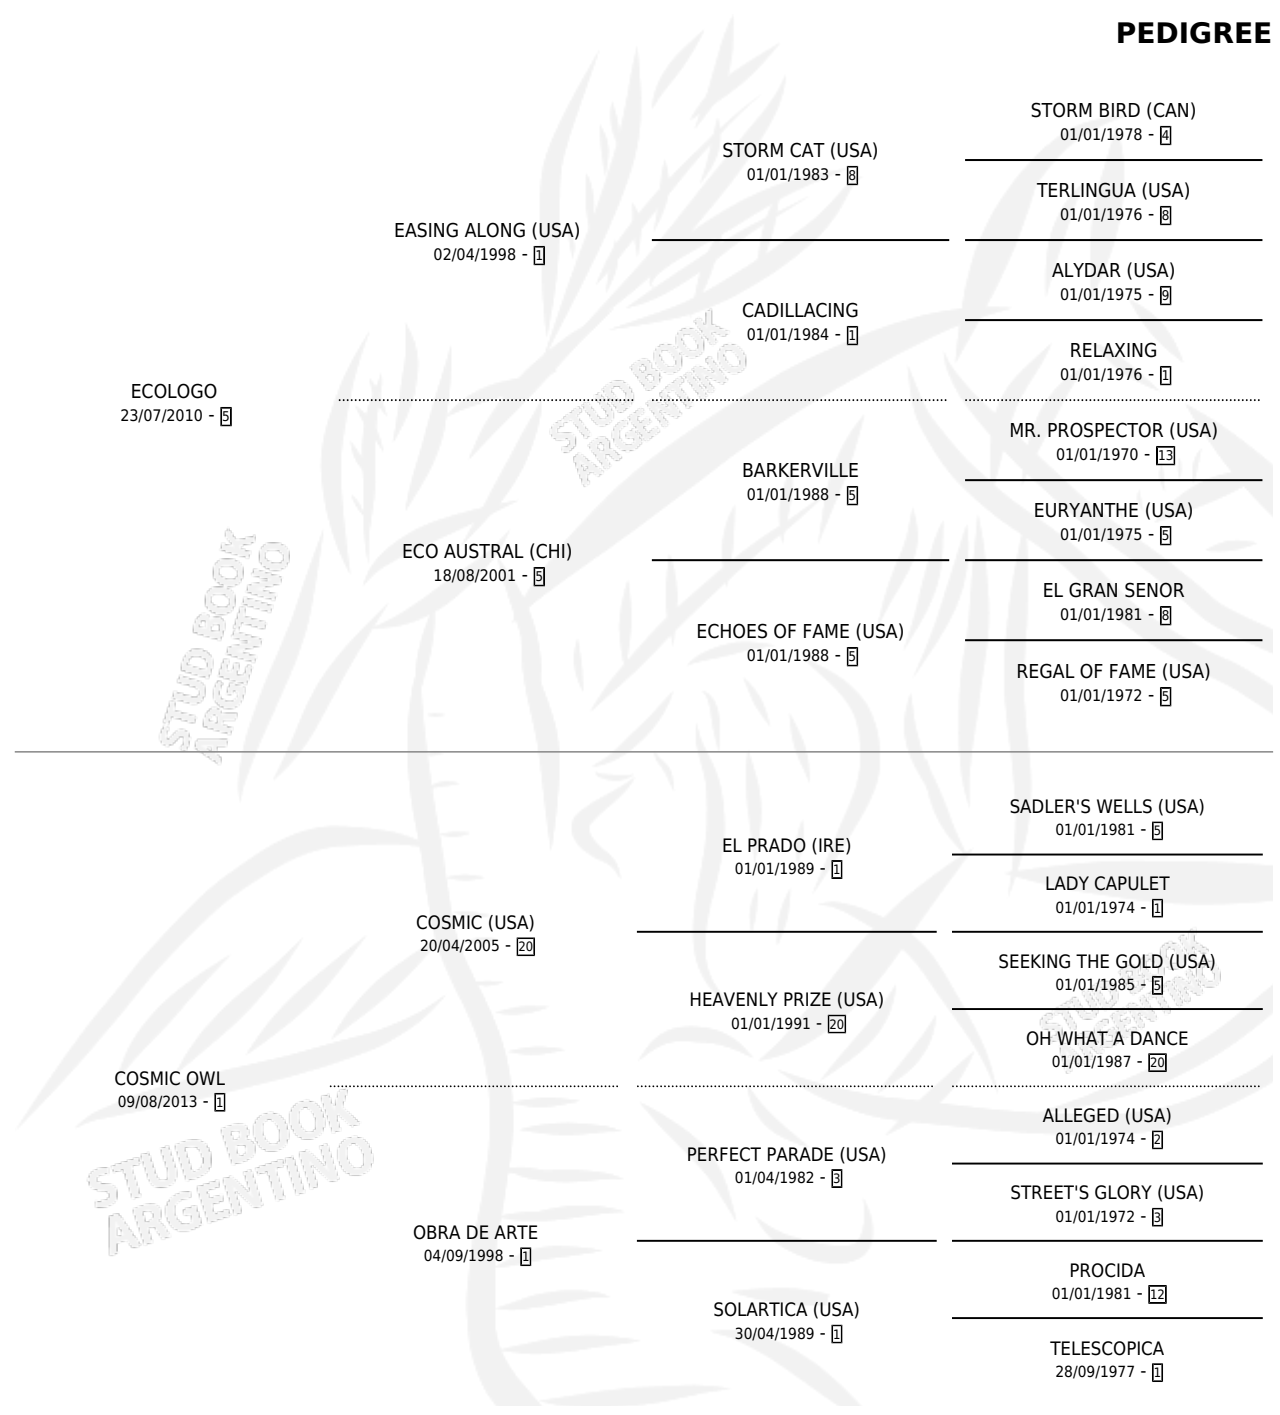 PEDIGREE
STORM BIRD (CAN)
01/01/1978 - 4
STORM CAT (USA)
01/01/1983 - 8
TERLINGUA (USA)
01/01/1976 - 8
EASING ALONG (USA)
02/04/1998 - 1
ALYDAR (USA)
01/01/1975 - 9
CADILLACING
01/01/1984 - 1
RELAXING
01/01/1976 - 1
ECOLOGO
23/07/2010 - 5
MR. PROSPECTOR (USA)
01/01/1970 - 13
BARKERVILLE
01/01/1988 - 5
EURYANTHE (USA)
01/01/1975 - 5
ECO AUSTRAL (CHI)
18/08/2001 - 5
EL GRAN SENOR
01/01/1981 - 8
ECHOES OF FAME (USA)
01/01/1988 - 5
REGAL OF FAME (USA)
01/01/1972 - 5
STUD BOOK
ARGENTINO
STUD BOOK
ARGENTINO
SADLER'S WELLS (USA)
01/01/1981 - 5
EL PRADO (IRE)
01/01/1989 - 1
LADY CAPULET
01/01/1974 - 1
COSMIC (USA)
20/04/2005 - 20
SEEKING THE GOLD (USA)
01/01/1985 - 5
HEAVENLY PRIZE (USA)
01/01/1991 - 20
OH WHAT A DANCE
01/01/1987 - 20
COSMIC OWL
09/08/2013 - 1
ALLEGED (USA)
01/01/1974 - 2
PERFECT PARADE (USA)
01/04/1982 - 3
STREET'S GLORY (USA)
01/01/1972 - 3
OBRA DE ARTE
04/09/1998 - 1
PROCIDA
01/01/1981 - 12
SOLARTICA (USA)
30/04/1989 - 1
TELESCOPICA
28/09/1977 - 1
STUD BOOK
ARGENTINO
STUD BOOK
ARGENTINO